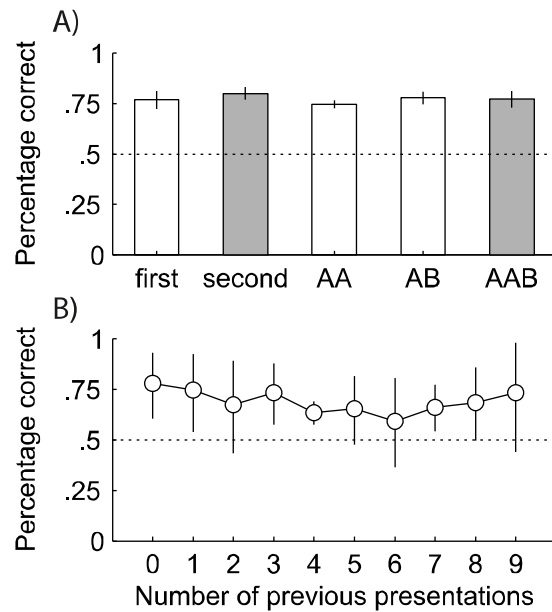 A)
Percentage correct
1
.75
.5
.25
0
first second AA AB AAB
B)
Percentage correct
1
.75
.5
.25
0
0 1 2 3 4 5 6 7 8 9
Number of previous presentations